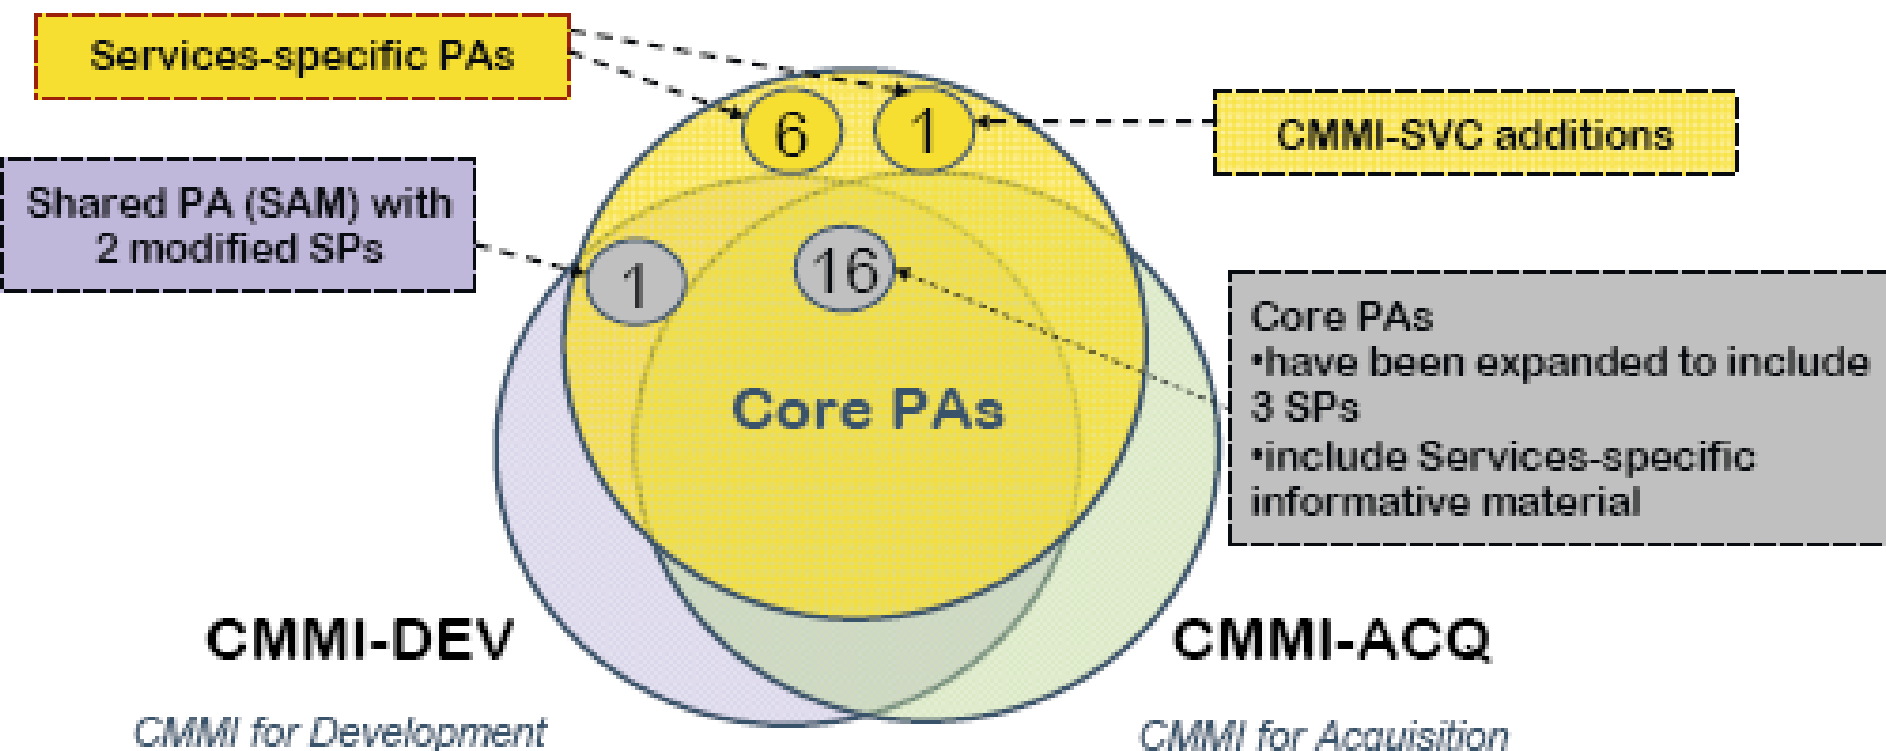 Services-specific PAs
6
1
CMMI-SVC additions
Shared PA (SAM) with
2 modified SPs
1
16
Core PAs
•have been expanded to include
3 SPs
•include Services-specific
informative material
Core PAs
CMMI-DEV
CMMI-ACQ
CMMI for Development
CMMI for Acquisition